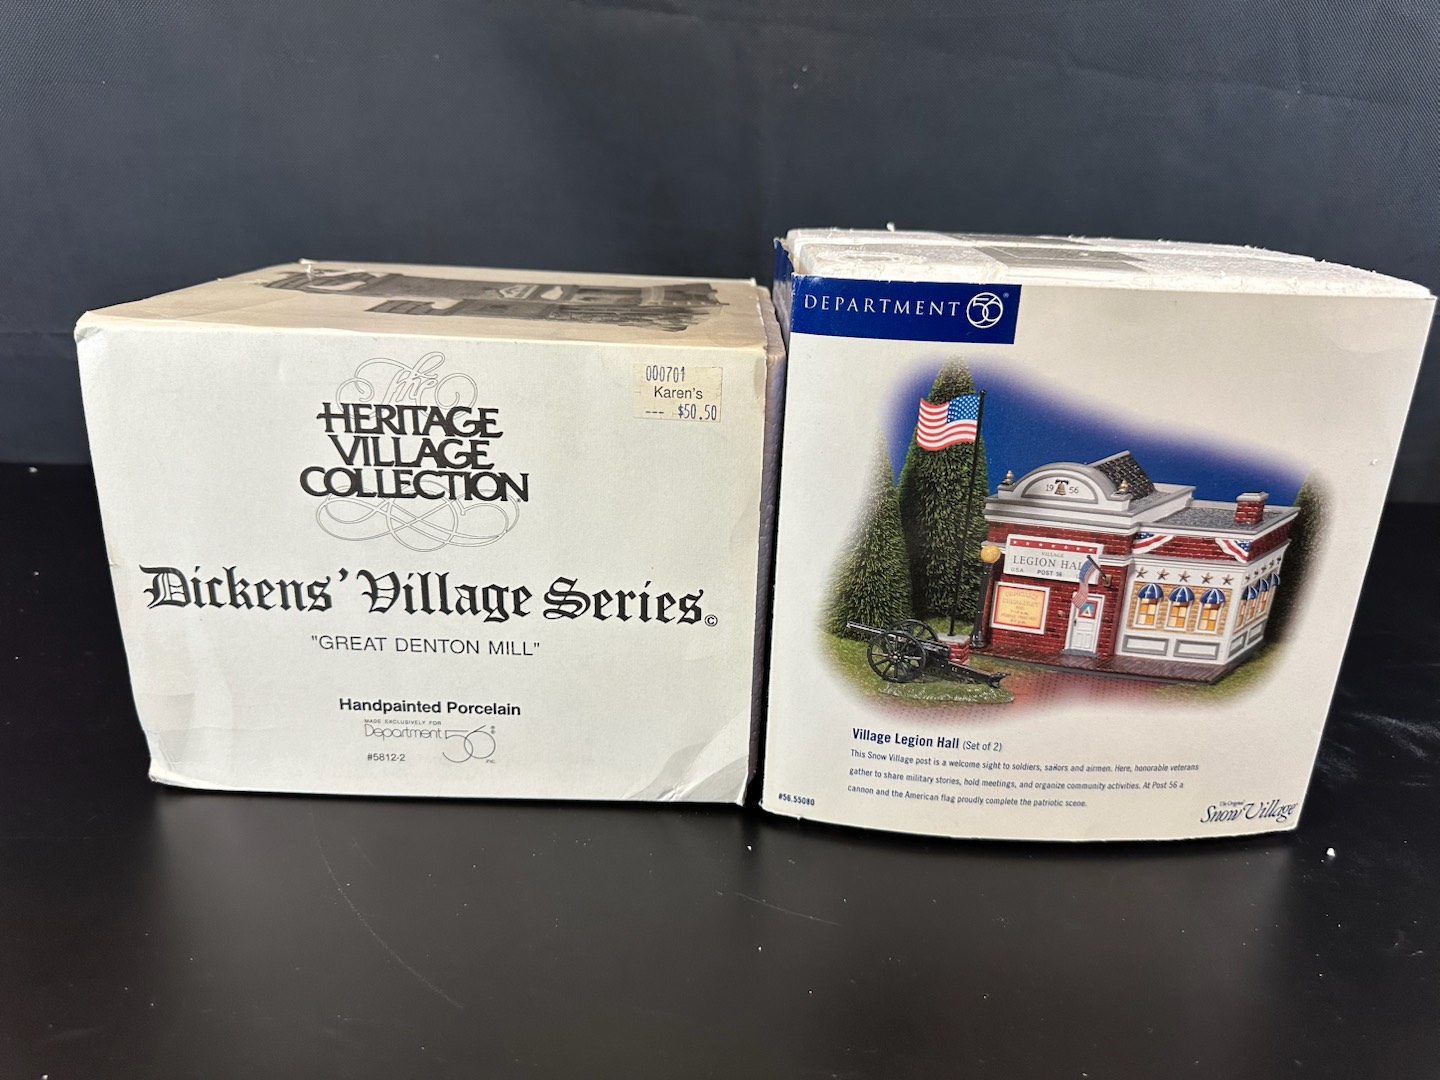 The
HERITAGE
VILLAGE
COLLECTION
000701
Karen's
--- $50.50
Dickens' Village Series©
"GREAT DENTON MILL"
Handpainted Porcelain
MADE EXCLUSIVELY FOR
Department 56® INC.
#5812-2
DEPARTMENT 56®
19 56
VILLAGE
LEGION HAL
U.S.A. POST 56
Village Legion Hall (Set of 2)
This Snow Village post is a welcome sight to soldiers, sailors and airmen. Here, honorable veterans
gather to share military stories, hold meetings, and organize community activities. At Post 56 a
cannon and the American flag proudly complete the patriotic scene.
#56.55080
The Original
Snow Village